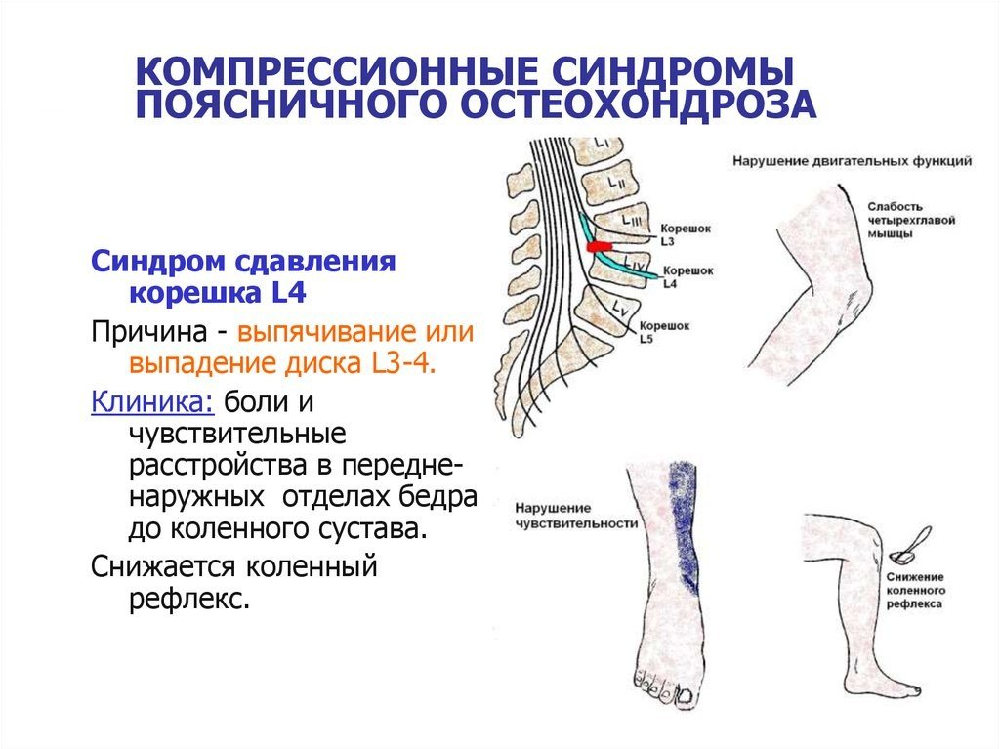 КОМПРЕССИОННЫЕ СИНДРОМЫ
ПОЯСНИЧНОГО ОСТЕОХОНДРОЗА
Синдром сдавления
корешка L4
Причина - выпячивание или
выпадение диска L3-4.
Клиника: боли и
чувствительные
расстройства в передне-
наружных отделах бедра
до коленного сустава.
Снижается коленный
рефлекс.
LI
LII
LIII
LIV
LV
Корешок
L3
Корешок
L4
Корешок
L5
Нарушение двигательных функций
Слабость
четырехглавой
мышцы
Нарушение
чувствительности
Снижение
коленного
рефлекса